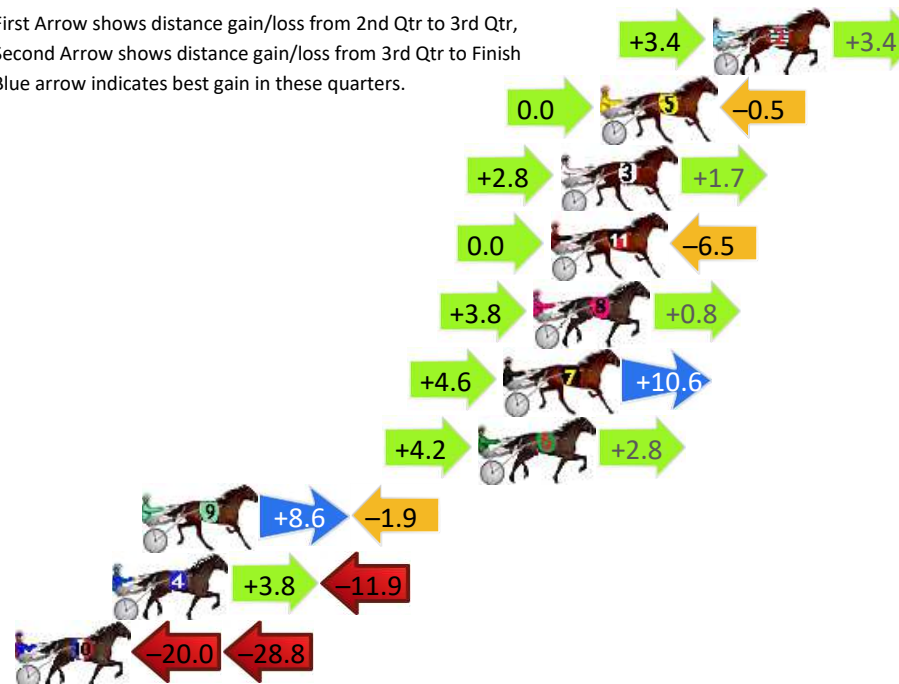 First Arrow shows distance gain/loss from 2nd Qtr to 3rd Qtr,
Second Arrow shows distance gain/loss from 3rd Qtr to Finish
Blue arrow indicates best gain in these quarters.
+3.4 2 +3.4
0.0 5 –0.5
+2.8 3 +1.7
0.0 11 –6.5
+3.8 8 +0.8
+4.6 7 +10.6
+4.2 6 +2.8
9 +8.6 –1.9
4 +3.8 –11.9
10 –20.0 –28.8